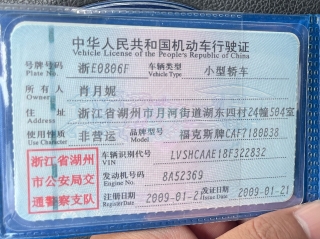 中华人民共和国机动车行驶证
Vehicle License of the People's Republic of China
号牌号码 浙E0806F 车辆类型 小型轿车
Plate No. Vehicle Type
所有人 肖月妮
Owner
住址 浙江省湖州市月河街道湖东四村24幢504室
Address
使用性质 非营运 品牌型号 福克斯牌CAF7180B38
Use Character Model
浙江省湖州市公安局交通警察支队
车辆识别代号 LVSHCAAE18F322832
VIN
发动机号码 8A52369
Engine No.
注册日期 2009-01-21 发证日期 2009-01-21
Register Date Issue Date